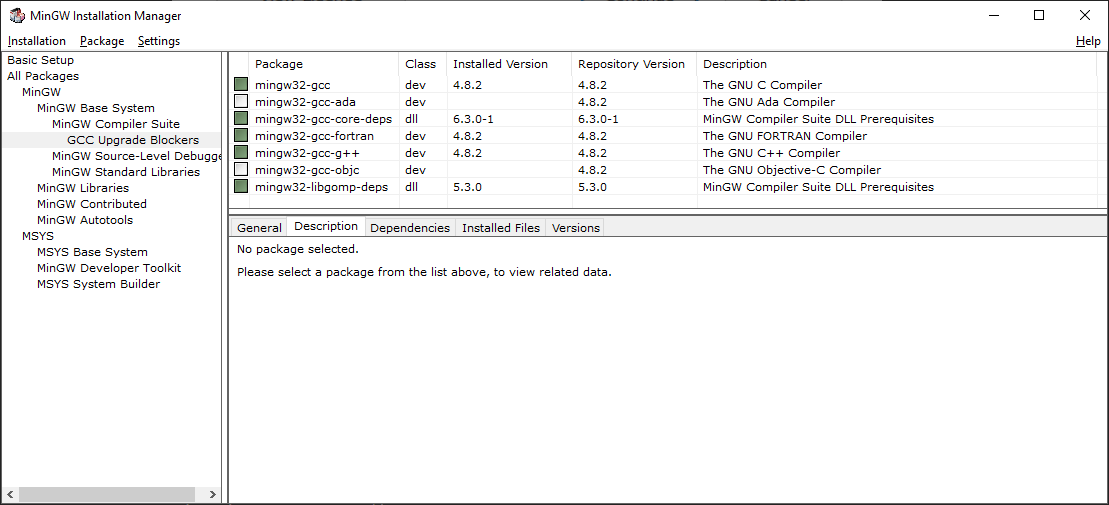 MinGW Installation Manager
Installation Package Settings Help
Basic Setup
All Packages
MinGW
MinGW Base System
MinGW Compiler Suite
GCC Upgrade Blockers
MinGW Source-Level Debugge
MinGW Standard Libraries
MinGW Libraries
MinGW Contributed
MinGW Autotools
MSYS
MSYS Base System
MinGW Developer Toolkit
MSYS System Builder
Package Class Installed Version Repository Version Description
mingw32-gcc dev 4.8.2 4.8.2 The GNU C Compiler
mingw32-gcc-ada dev 4.8.2 The GNU Ada Compiler
mingw32-gcc-core-deps dll 6.3.0-1 6.3.0-1 MinGW Compiler Suite DLL Prerequisites
mingw32-gcc-fortran dev 4.8.2 4.8.2 The GNU FORTRAN Compiler
mingw32-gcc-g++ dev 4.8.2 4.8.2 The GNU C++ Compiler
mingw32-gcc-objc dev 4.8.2 The GNU Objective-C Compiler
mingw32-libgomp-deps dll 5.3.0 5.3.0 MinGW Compiler Suite DLL Prerequisites
General Description Dependencies Installed Files Versions
No package selected.
Please select a package from the list above, to view related data.